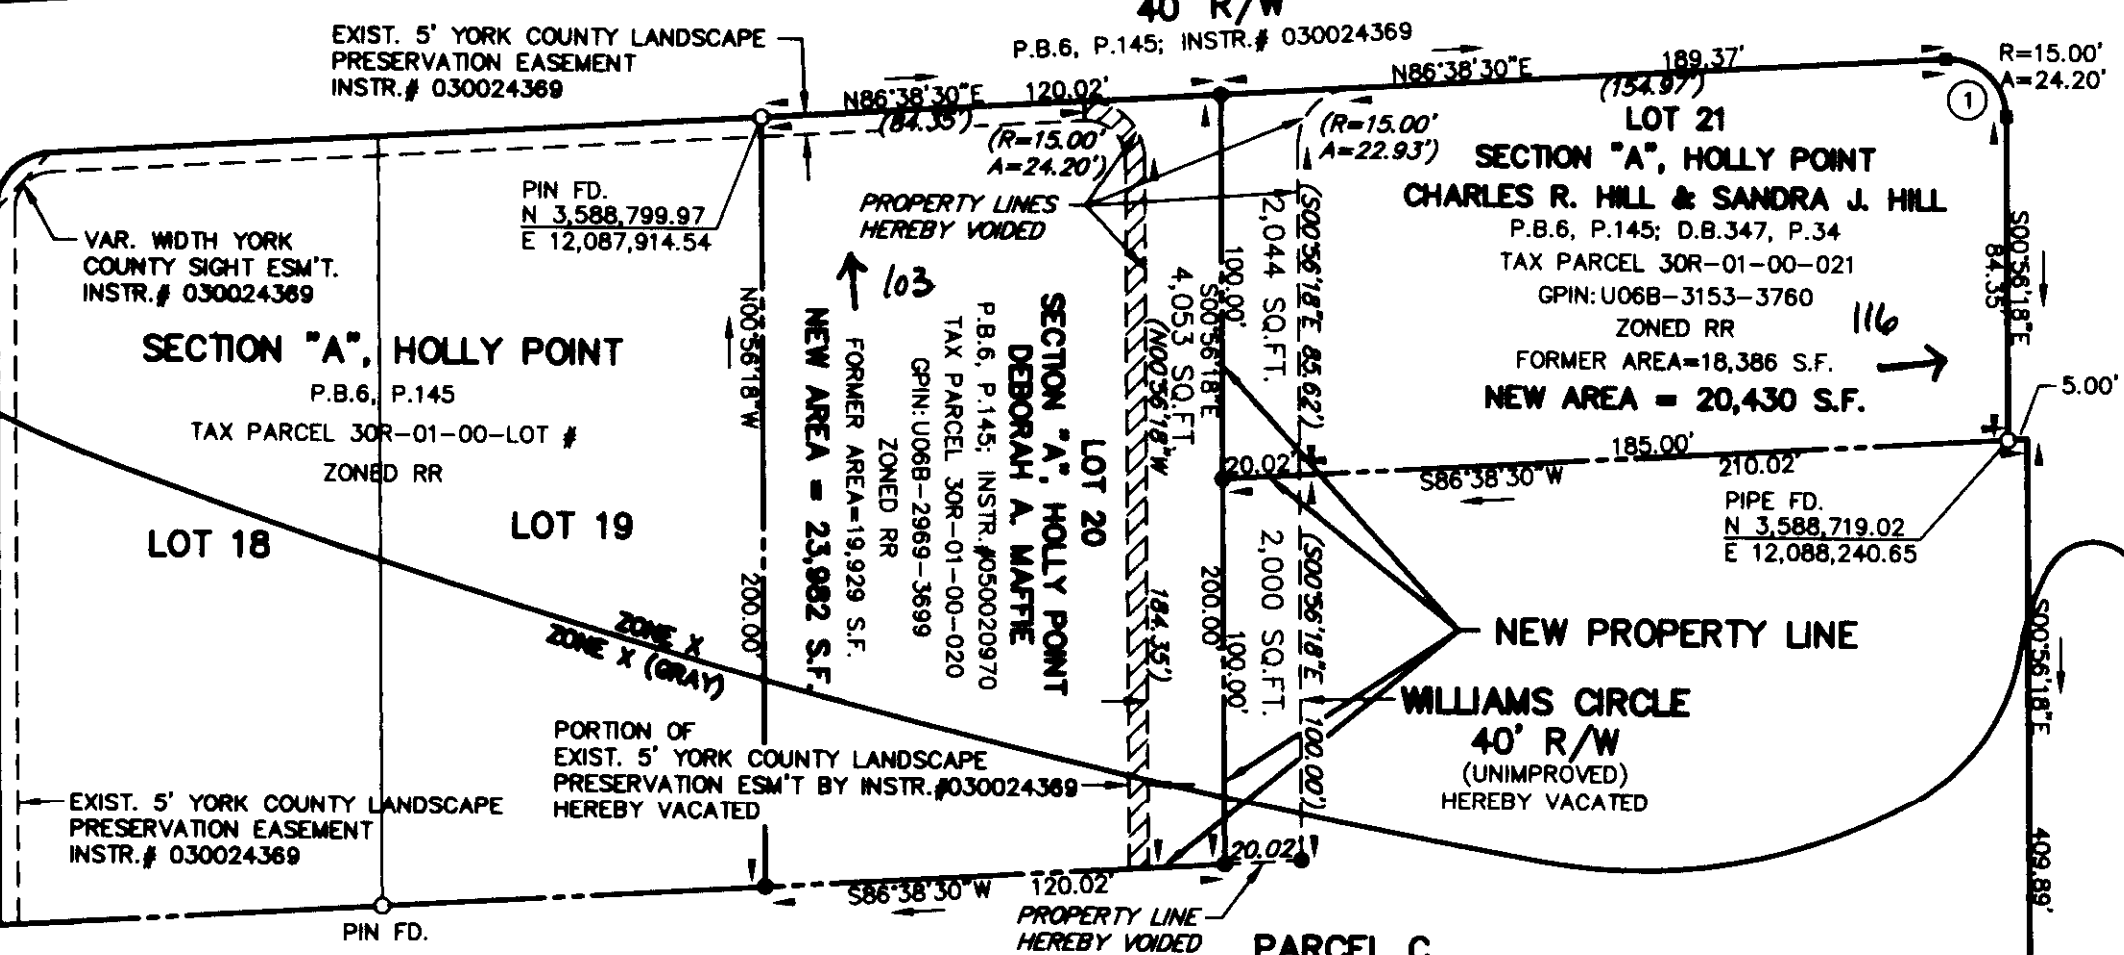 40' R/W
P.B.6, P.145; INSTR.# 030024369
EXIST. 5' YORK COUNTY LANDSCAPE
PRESERVATION EASEMENT
INSTR.# 030024369
N86°38'30"E 120.02'
(84.35')
(R=15.00'
A=24.20')
N86°38'30"E
189.37'
(154.97')
R=15.00'
A=24.20'
1
(R=15.00'
A=22.93')
LOT 21
SECTION "A", HOLLY POINT
CHARLES R. HILL & SANDRA J. HILL
P.B.6, P.145; D.B.347, P.34
TAX PARCEL 30R-01-00-021
GPIN: U06B-3153-3760
ZONED RR
FORMER AREA=18,386 S.F.
NEW AREA = 20,430 S.F.
116
S00°56'18"E
84.35'
5.00'
PIN FD.
N 3,588,799.97
E 12,087,914.54
PROPERTY LINES
HEREBY VOIDED
VAR. WIDTH YORK
COUNTY SIGHT ESM'T.
INSTR.# 030024369
SECTION "A", HOLLY POINT
P.B.6, P.145
TAX PARCEL 30R-01-00-LOT #
ZONED RR
LOT 18
LOT 19
N00°56'18"W
200.00'
103
LOT 20
SECTION "A", HOLLY POINT
DEBORAH A. MAFFIE
P.B.6, P.145; INSTR.#050020970
TAX PARCEL 30R-01-00-020
GPIN: U06B-2969-3699
ZONED RR
FORMER AREA=19,929 S.F.
NEW AREA = 23,982 S.F.
(N00°56'18"W
184.35')
4,053 SQ.FT.
S00°56'18"E
200.00'
100.00'
100.00'
2,044 SQ.FT.
(S00°56'18"E 85.62')
2,000 SQ.FT.
(S00°56'18"E
100.00')
20.02'
S86°38'30"W
185.00'
210.02'
PIPE FD.
N 3,588,719.02
E 12,088,240.65
ZONE X
ZONE X (GRAY)
NEW PROPERTY LINE
WILLIAMS CIRCLE
40' R/W
(UNIMPROVED)
HEREBY VACATED
S00°56'18"E
409.89'
PORTION OF
EXIST. 5' YORK COUNTY LANDSCAPE
PRESERVATION ESM'T BY INSTR.#030024369
HEREBY VACATED
EXIST. 5' YORK COUNTY LANDSCAPE
PRESERVATION EASEMENT
INSTR.# 030024369
PIN FD.
S86°38'30"W
120.02'
20.02'
PROPERTY LINE
HEREBY VOIDED
PARCEL C